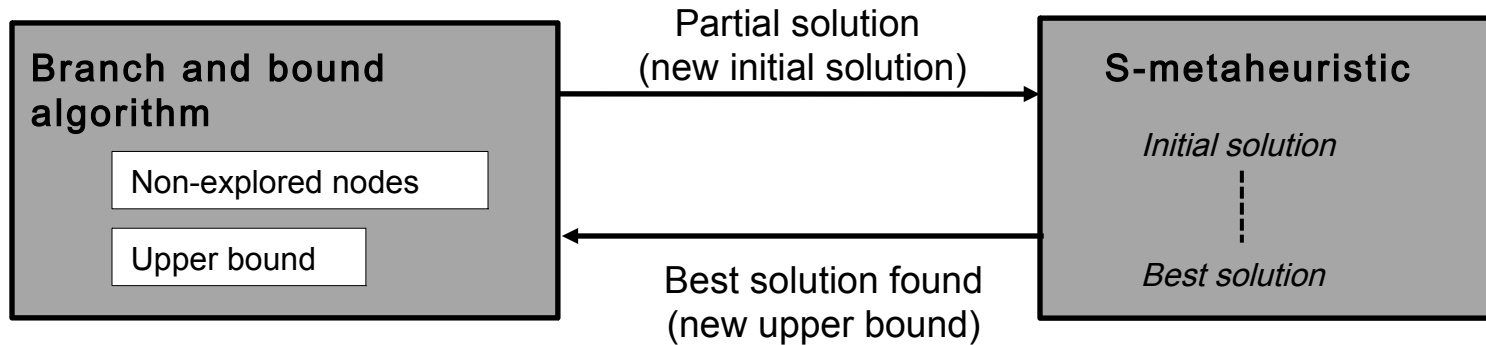 Branch and bound
algorithm
Non-explored nodes
Upper bound
Partial solution
(new initial solution)
Best solution found
(new upper bound)
S-metaheuristic
Initial solution
Best solution